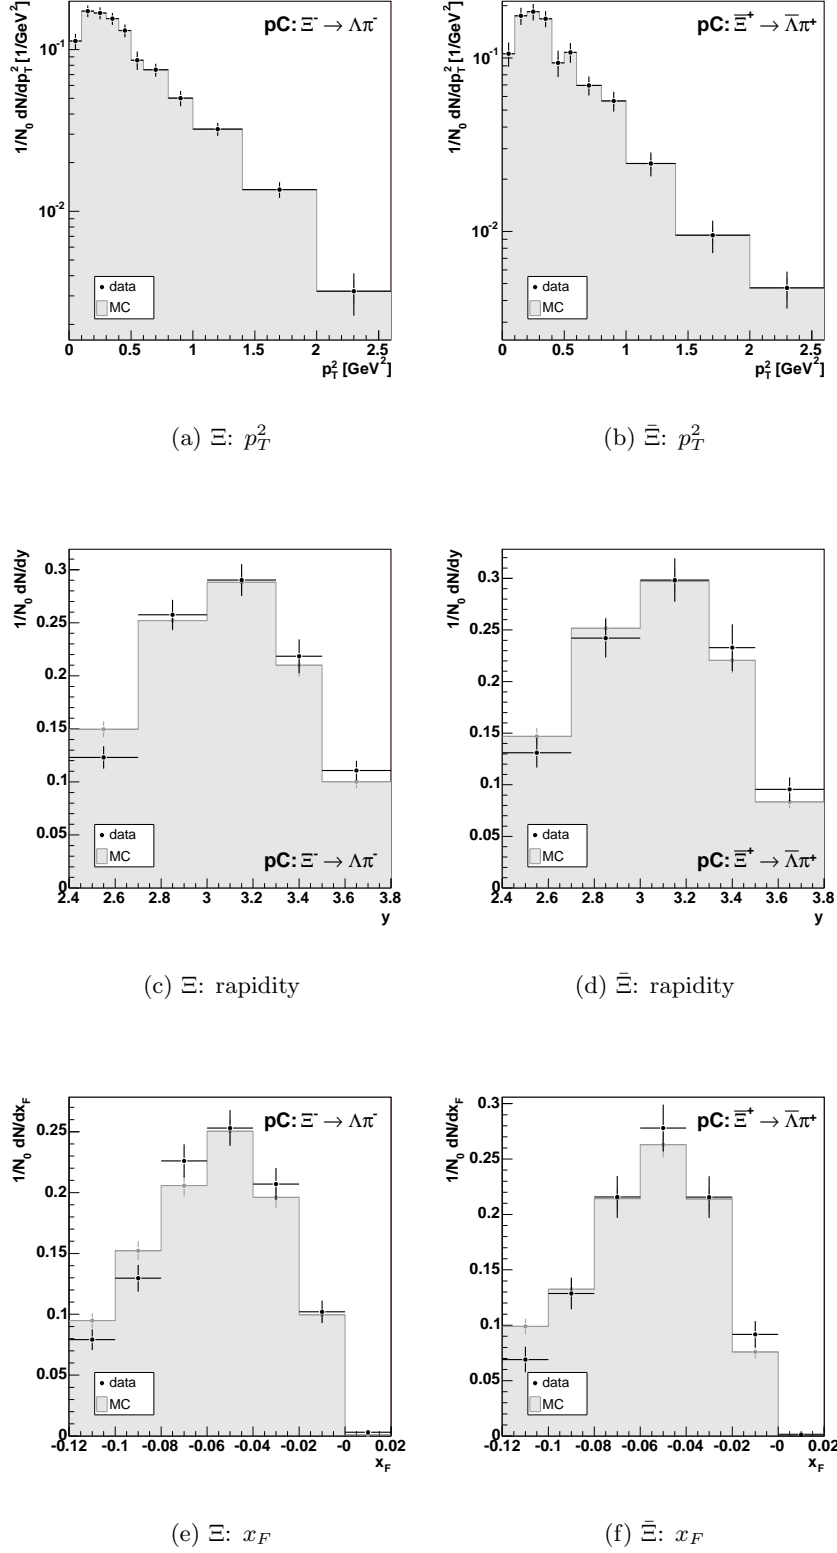 1/N₀ dN/dp_T² [1/GeV²]
pC: Ξ⁻ → Λπ⁻
10⁻¹
10⁻²
data
MC
0 0.5 1 1.5 2 2.5
p_T² [GeV²]
(a) Ξ: p_T²
1/N₀ dN/dp_T² [1/GeV²]
pC: Ξ̅⁺ → Λ̅π⁺
10⁻¹
10⁻²
data
MC
0 0.5 1 1.5 2 2.5
p_T² [GeV²]
(b) Ξ̄: p_T²
1/N₀ dN/dy
0.3
0.25
0.2
0.15
0.1
0.05
0
data
MC
pC: Ξ⁻ → Λπ⁻
2.4 2.6 2.8 3 3.2 3.4 3.6 3.8
y
(c) Ξ: rapidity
1/N₀ dN/dy
0.3
0.25
0.2
0.15
0.1
0.05
0
data
MC
pC: Ξ̅⁺ → Λ̅π⁺
2.4 2.6 2.8 3 3.2 3.4 3.6 3.8
y
(d) Ξ̄: rapidity
1/N₀ dN/dx_F
pC: Ξ⁻ → Λπ⁻
0.25
0.2
0.15
0.1
0.05
0
data
MC
-0.12 -0.1 -0.08 -0.06 -0.04 -0.02 -0 0.02
x_F
(e) Ξ: x_F
1/N₀ dN/dx_F
pC: Ξ̅⁺ → Λ̅π⁺
0.3
0.25
0.2
0.15
0.1
0.05
0
data
MC
-0.12 -0.1 -0.08 -0.06 -0.04 -0.02 -0 0.02
x_F
(f) Ξ̄: x_F